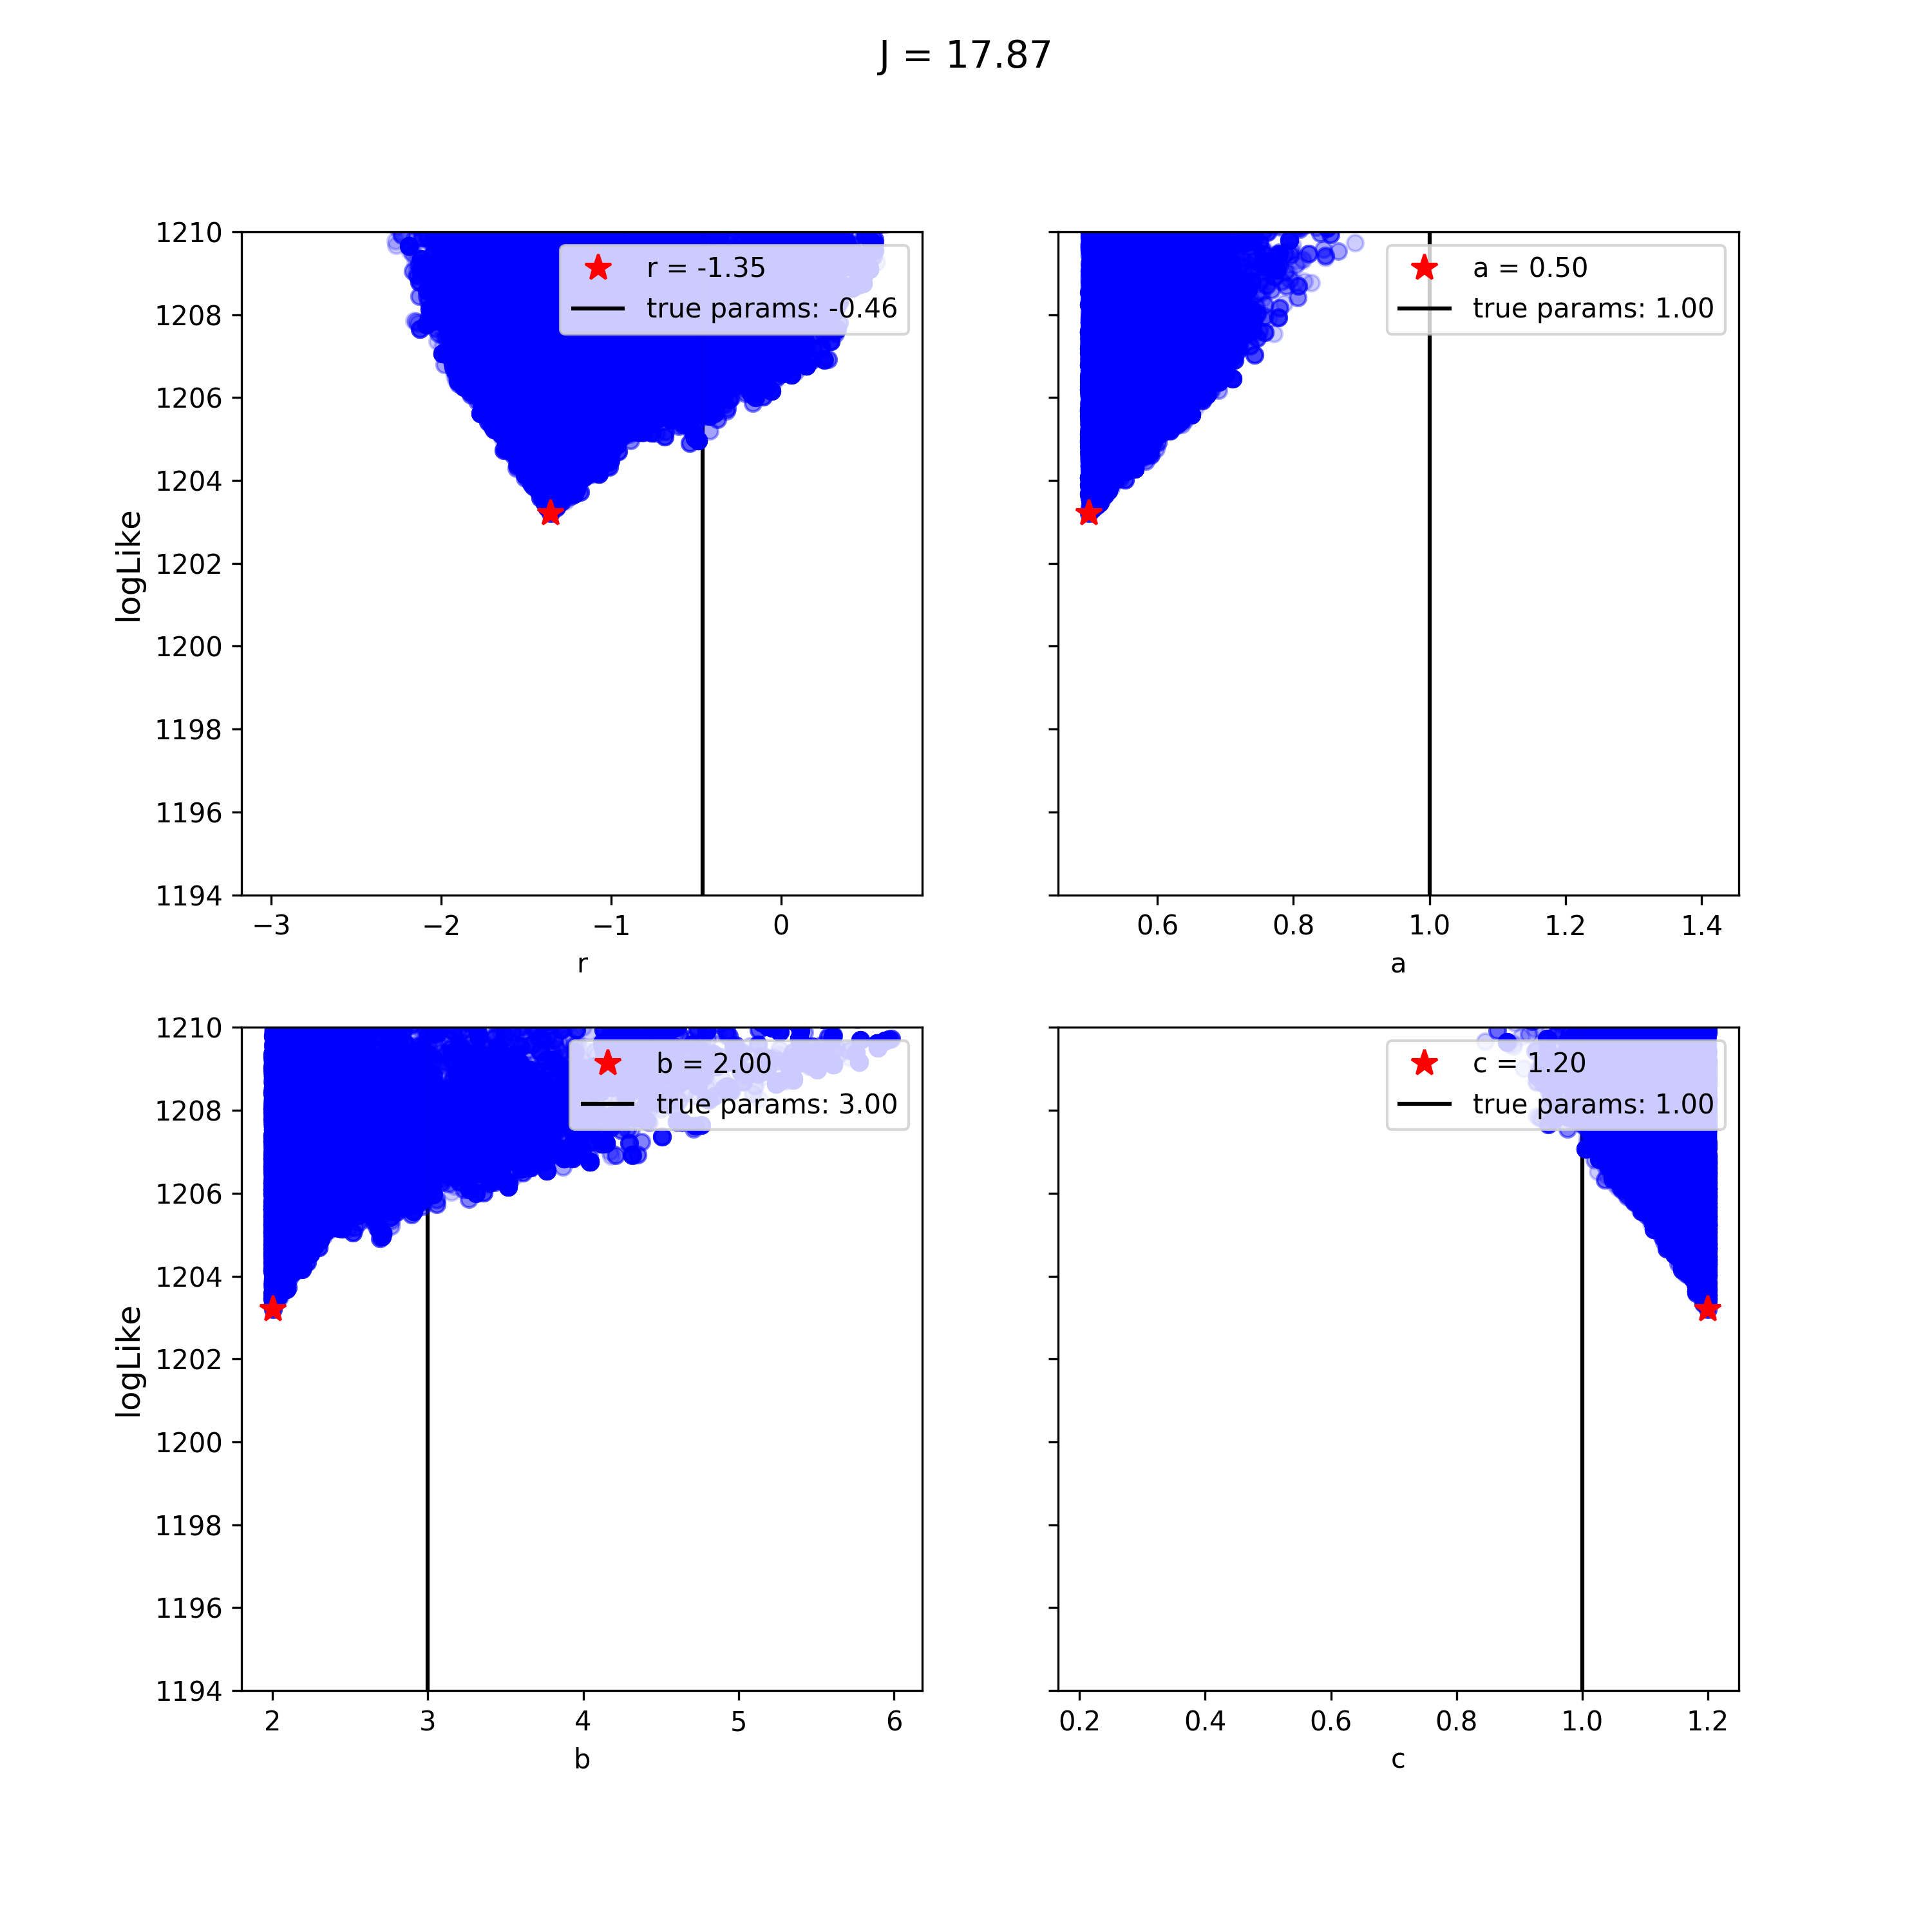 J = 17.87
1210
1208
1206
1204
1202
1200
1198
1196
1194
logLike
−3 −2 −1 0
r
r = -1.35
true params: -0.46
0.6 0.8 1.0 1.2 1.4
a
a = 0.50
true params: 1.00
1210
1208
1206
1204
1202
1200
1198
1196
1194
logLike
2 3 4 5 6
b
b = 2.00
true params: 3.00
0.2 0.4 0.6 0.8 1.0 1.2
c
c = 1.20
true params: 1.00